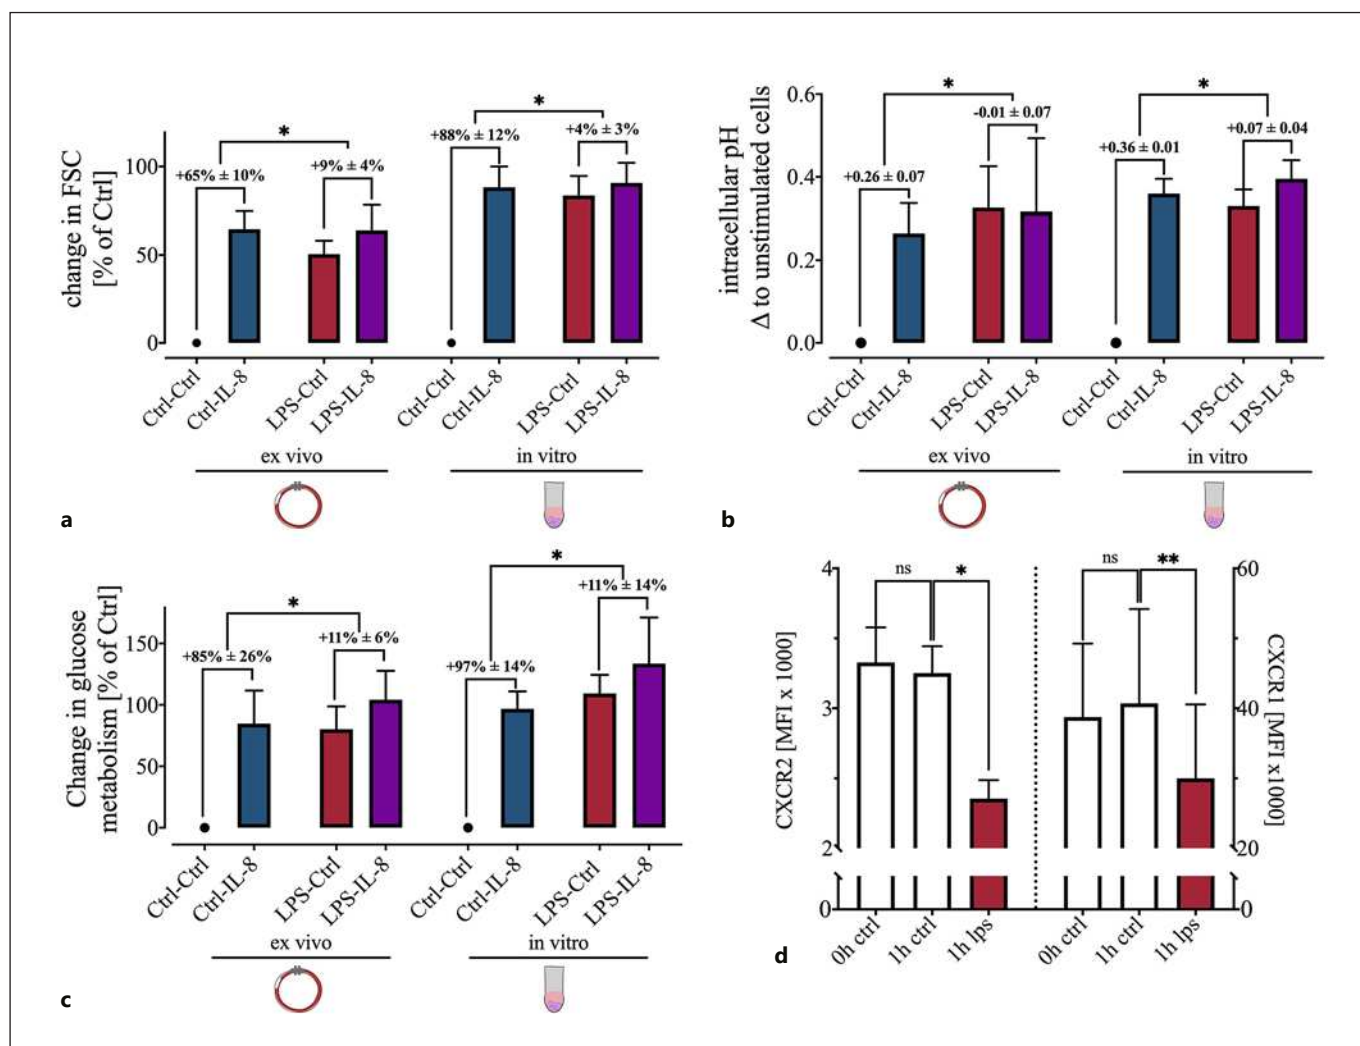 change in FSC
[% of Ctrl]
100
50
0
+65% ± 10%
*
+9% ± 4%
+88% ± 12%
*
+4% ± 3%
Ctrl-Ctrl
Ctrl-IL-8
LPS-Ctrl
LPS-IL-8
Ctrl-Ctrl
Ctrl-IL-8
LPS-Ctrl
LPS-IL-8
ex vivo
in vitro
a
intracellular pH
Δ to unstimulated cells
0.6
0.4
0.2
0.0
+0.26 ± 0.07
*
-0.01 ± 0.07
+0.36 ± 0.01
*
+0.07 ± 0.04
Ctrl-Ctrl
Ctrl-IL-8
LPS-Ctrl
LPS-IL-8
Ctrl-Ctrl
Ctrl-IL-8
LPS-Ctrl
LPS-IL-8
ex vivo
in vitro
b
Change in glucose
metabolism [% of Ctrl]
150
100
50
0
+85% ± 26%
*
+11% ± 6%
+97% ± 14%
*
+11% ± 14%
Ctrl-Ctrl
Ctrl-IL-8
LPS-Ctrl
LPS-IL-8
Ctrl-Ctrl
Ctrl-IL-8
LPS-Ctrl
LPS-IL-8
ex vivo
in vitro
c
CXCR2 [MFI x 1000]
4
3
2
0
ns
*
ns
**
60
40
20
0
CXCR1 [MFI x1000]
0h ctrl
1h ctrl
1h lps
0h ctrl
1h ctrl
1h lps
d